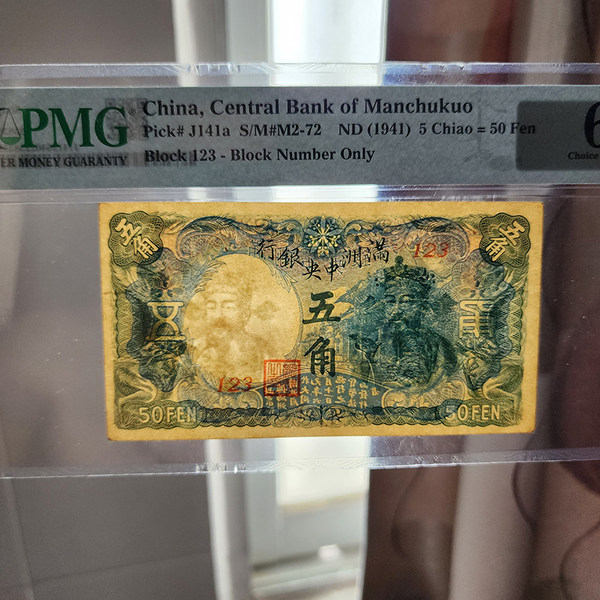 PMG
ER MONEY GUARANTY
China, Central Bank of Manchukuo
Pick# J141a S/M#M2-72 ND (1941) 5 Chiao = 50 Fen
Block 123 - Block Number Only
6
Choice
五角
五角
行銀央中洲滿
123
五
角
123
50 FEN
50 FEN